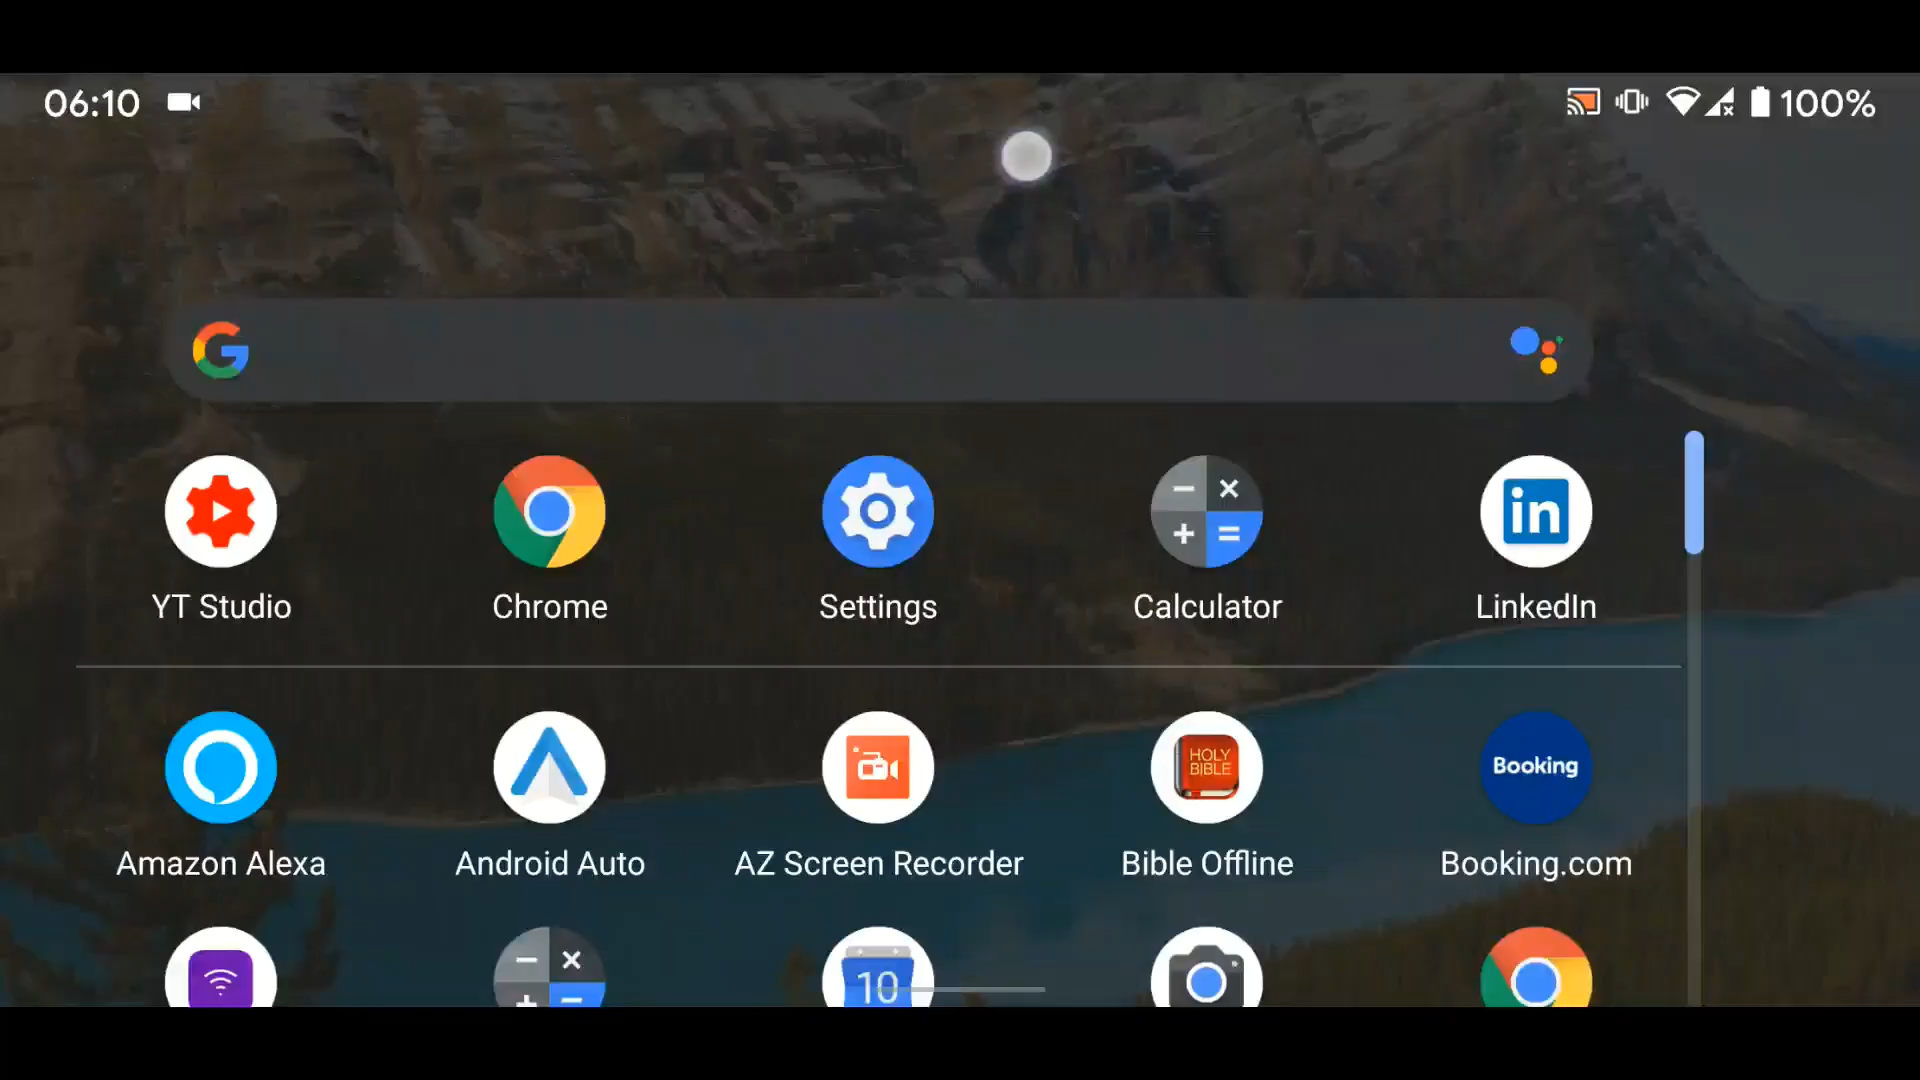 06:10 100%
YT Studio Chrome Settings Calculator LinkedIn
HOLY BIBLE Booking
Amazon Alexa Android Auto AZ Screen Recorder Bible Offline Booking.com
10